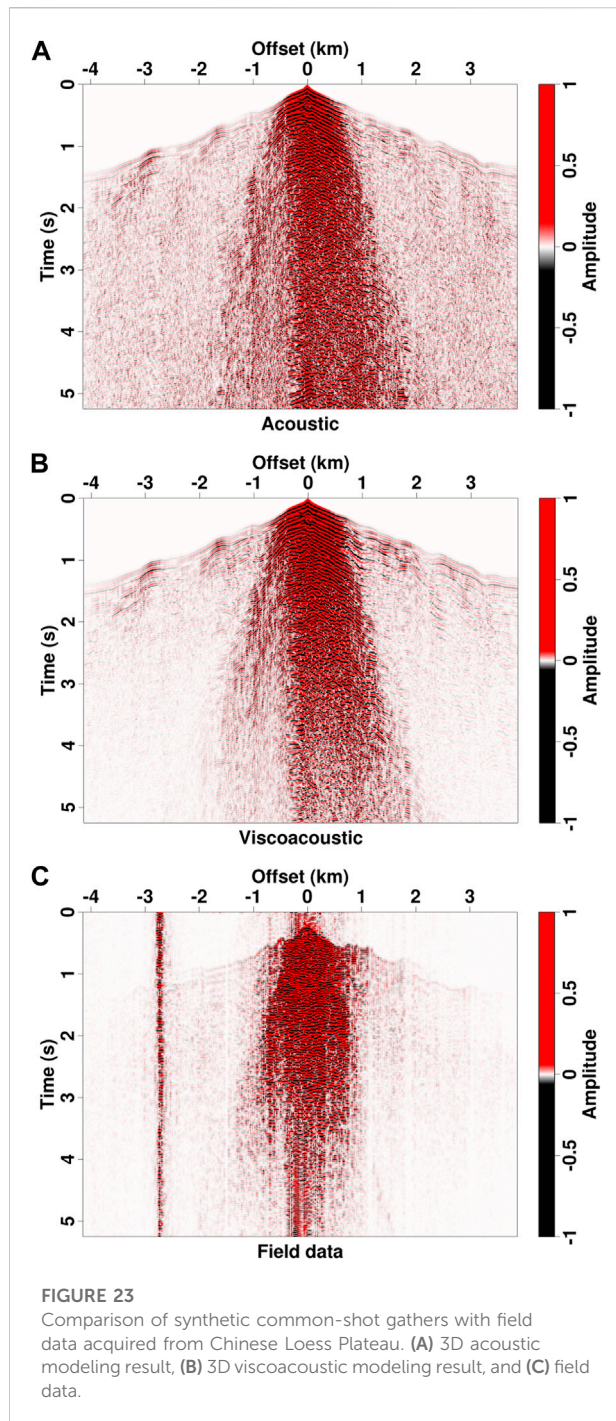 A
Offset (km)
-4 -3 -2 -1 0 1 2 3
Time (s)
0
1
2
3
4
5
1
0.5
0
-0.5
-1
Amplitude
Acoustic
B
Offset (km)
-4 -3 -2 -1 0 1 2 3
Time (s)
0
1
2
3
4
5
1
0.5
0
-0.5
-1
Amplitude
Viscoacoustic
C
Offset (km)
-4 -3 -2 -1 0 1 2 3
Time (s)
0
1
2
3
4
5
1
0.5
0
-0.5
-1
Amplitude
Field data
FIGURE 23
Comparison of synthetic common-shot gathers with field
data acquired from Chinese Loess Plateau. (A) 3D acoustic
modeling result, (B) 3D viscoacoustic modeling result, and (C) field
data.